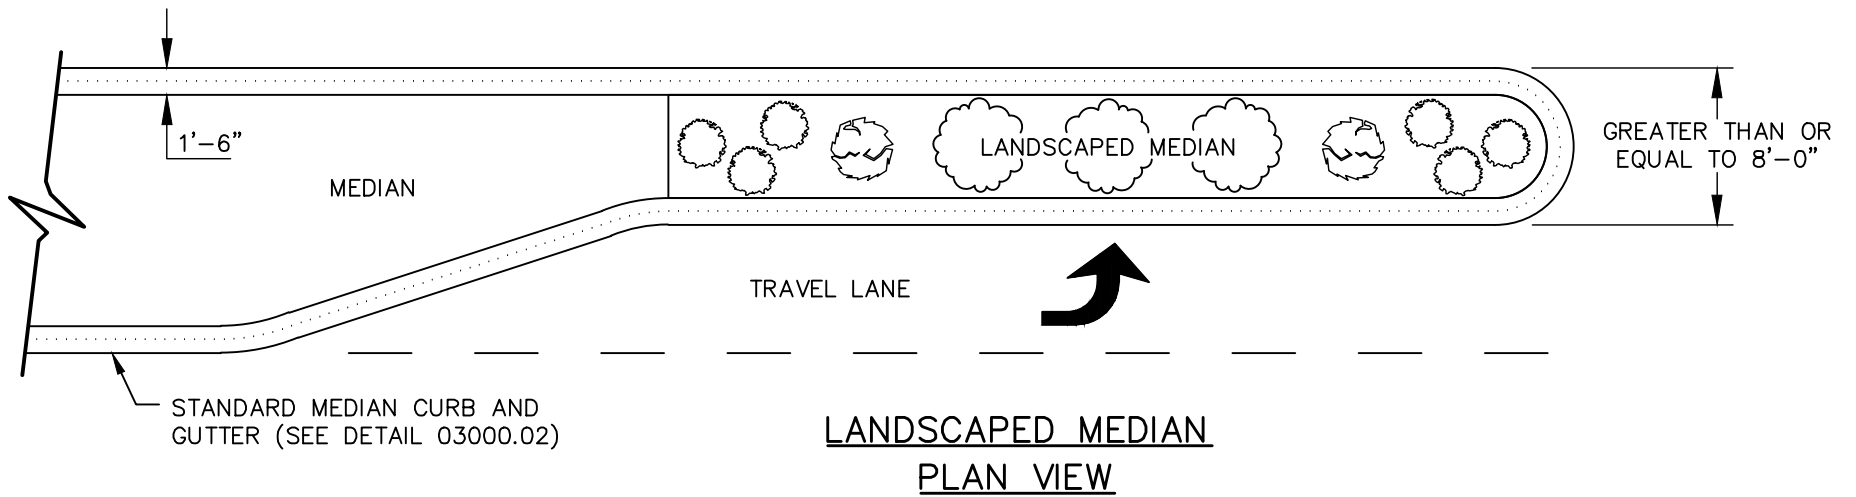 1'-6"
MEDIAN
LANDSCAPED MEDIAN
GREATER THAN OR
EQUAL TO 8'-0"
TRAVEL LANE
STANDARD MEDIAN CURB AND
GUTTER (SEE DETAIL 03000.02)
LANDSCAPED MEDIAN
PLAN VIEW